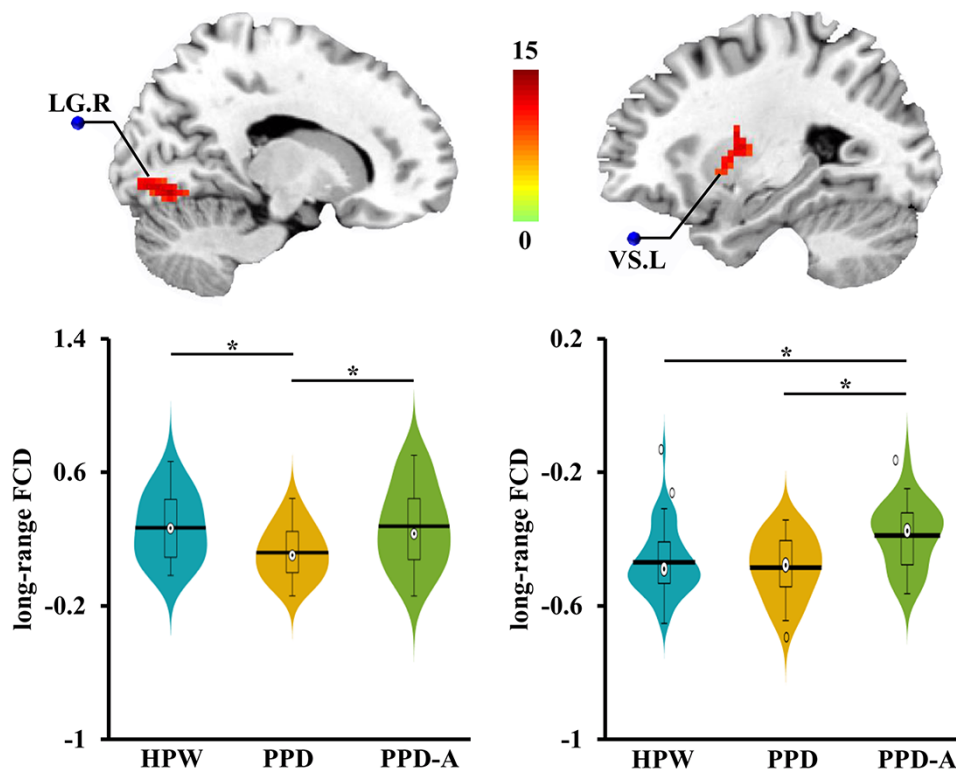 LG.R
15
0
VS.L
long-range FCD
1.4
0.6
-0.2
-1
*
*
HPW PPD PPD-A
long-range FCD
0.2
-0.2
-0.6
-1
*
*
HPW PPD PPD-A